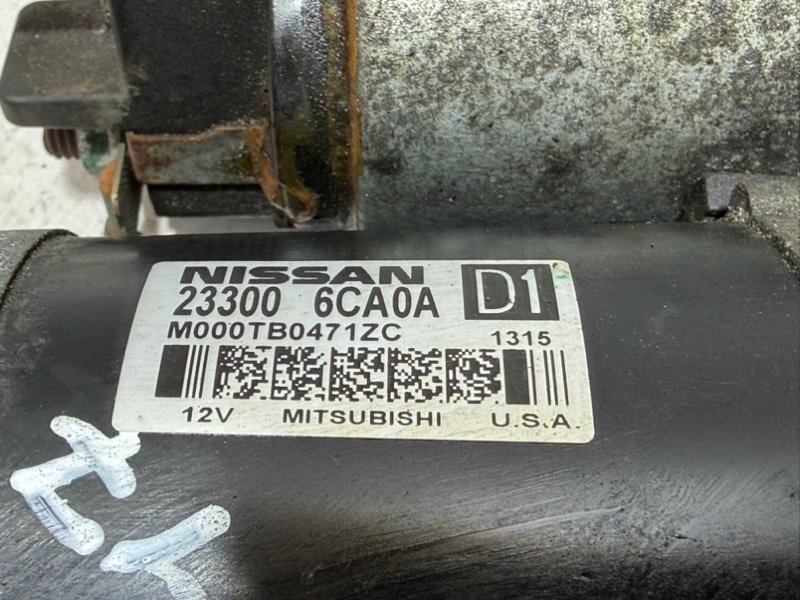 NISSAN
23300 6CA0A D1
M000TB0471ZC 1315
12V MITSUBISHI U.S.A.